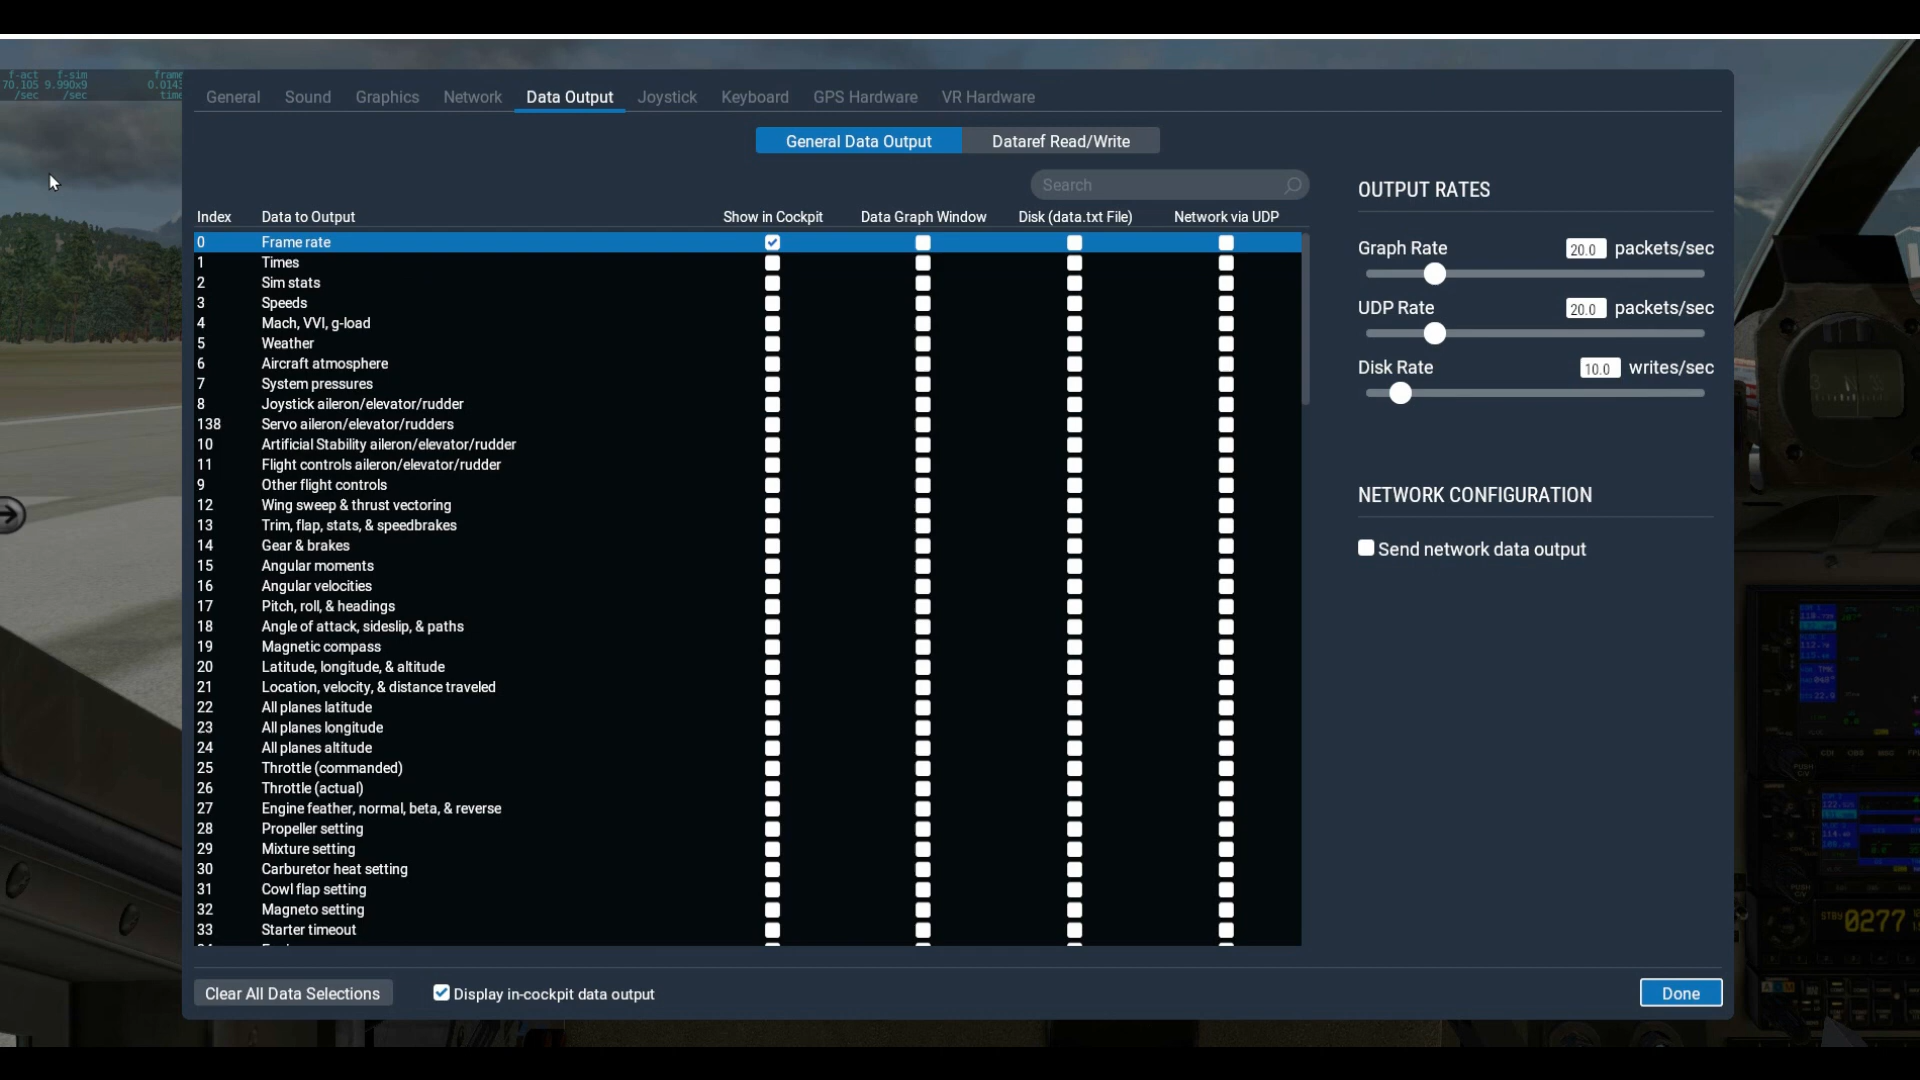 f-act f-sim frame
70.105 9.990x9 0.0143
/sec /sec time
General Sound Graphics Network Data Output Joystick Keyboard GPS Hardware VR Hardware
General Data Output Dataref Read/Write
Search
Index Data to Output Show in Cockpit Data Graph Window Disk (data.txt File) Network via UDP
0 Frame rate
1 Times
2 Sim stats
3 Speeds
4 Mach, VVI, g-load
5 Weather
6 Aircraft atmosphere
7 System pressures
8 Joystick aileron/elevator/rudder
138 Servo aileron/elevator/rudders
10 Artificial Stability aileron/elevator/rudder
11 Flight controls aileron/elevator/rudder
9 Other flight controls
12 Wing sweep & thrust vectoring
13 Trim, flap, stats, & speedbrakes
14 Gear & brakes
15 Angular moments
16 Angular velocities
17 Pitch, roll, & headings
18 Angle of attack, sideslip, & paths
19 Magnetic compass
20 Latitude, longitude, & altitude
21 Location, velocity, & distance traveled
22 All planes latitude
23 All planes longitude
24 All planes altitude
25 Throttle (commanded)
26 Throttle (actual)
27 Engine feather, normal, beta, & reverse
28 Propeller setting
29 Mixture setting
30 Carburetor heat setting
31 Cowl flap setting
32 Magneto setting
33 Starter timeout
OUTPUT RATES
Graph Rate 20.0 packets/sec
UDP Rate 20.0 packets/sec
Disk Rate 10.0 writes/sec
NETWORK CONFIGURATION
Send network data output
Clear All Data Selections Display in-cockpit data output Done
STBY 0277